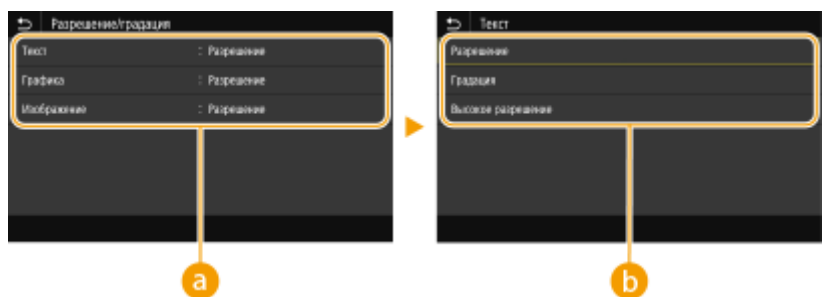 Разрешение/градация
Текст : Разрешение
Графика : Разрешение
Изображение : Разрешение
a
Текст
Разрешение
Градация
Высокое разрешение
b